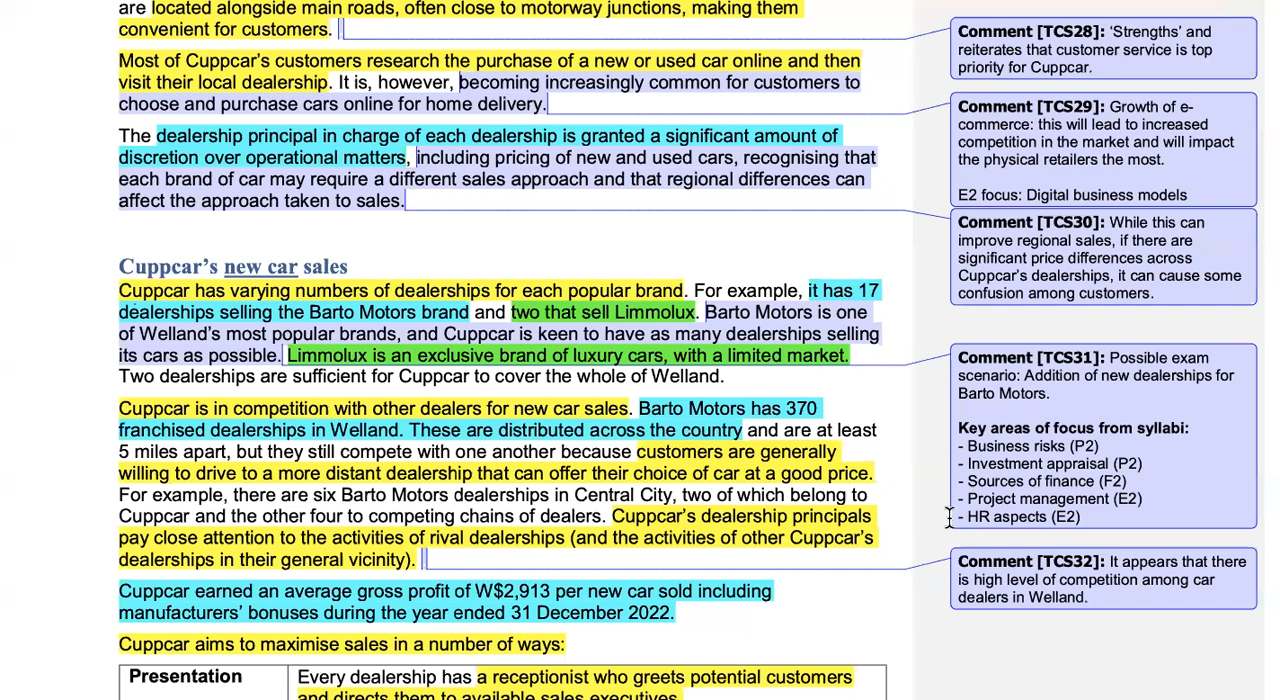 are located alongside main roads, often close to motorway junctions, making them
convenient for customers.
Most of Cuppcar's customers research the purchase of a new or used car online and then
visit their local dealership. It is, however, becoming increasingly common for customers to
choose and purchase cars online for home delivery.
The dealership principal in charge of each dealership is granted a significant amount of
discretion over operational matters, including pricing of new and used cars, recognising that
each brand of car may require a different sales approach and that regional differences can
affect the approach taken to sales.
Cuppcar's new car sales
Cuppcar has varying numbers of dealerships for each popular brand. For example, it has 17
dealerships selling the Barto Motors brand and two that sell Limmolux. Barto Motors is one
of Welland's most popular brands, and Cuppcar is keen to have as many dealerships selling
its cars as possible. Limmolux is an exclusive brand of luxury cars, with a limited market.
Two dealerships are sufficient for Cuppcar to cover the whole of Welland.
Cuppcar is in competition with other dealers for new car sales. Barto Motors has 370
franchised dealerships in Welland. These are distributed across the country and are at least
5 miles apart, but they still compete with one another because customers are generally
willing to drive to a more distant dealership that can offer their choice of car at a good price.
For example, there are six Barto Motors dealerships in Central City, two of which belong to
Cuppcar and the other four to competing chains of dealers. Cuppcar's dealership principals
pay close attention to the activities of rival dealerships (and the activities of other Cuppcar's
dealerships in their general vicinity).
Cuppcar earned an average gross profit of W$2,913 per new car sold including
manufacturers' bonuses during the year ended 31 December 2022.
Cuppcar aims to maximise sales in a number of ways:
Presentation
Every dealership has a receptionist who greets potential customers
and directs them to available sales executives.
Comment [TCS28]: 'Strengths' and
reiterates that customer service is top
priority for Cuppcar.
Comment [TCS29]: Growth of e-
commerce: this will lead to increased
competition in the market and will impact
the physical retailers the most.
E2 focus: Digital business models
Comment [TCS30]: While this can
improve regional sales, if there are
significant price differences across
Cuppcar's dealerships, it can cause some
confusion among customers.
Comment [TCS31]: Possible exam
scenario: Addition of new dealerships for
Barto Motors.
Key areas of focus from syllabi:
- Business risks (P2)
- Investment appraisal (P2)
- Sources of finance (F2)
- Project management (E2)
- HR aspects (E2)
Comment [TCS32]: It appears that there
is high level of competition among car
dealers in Welland.